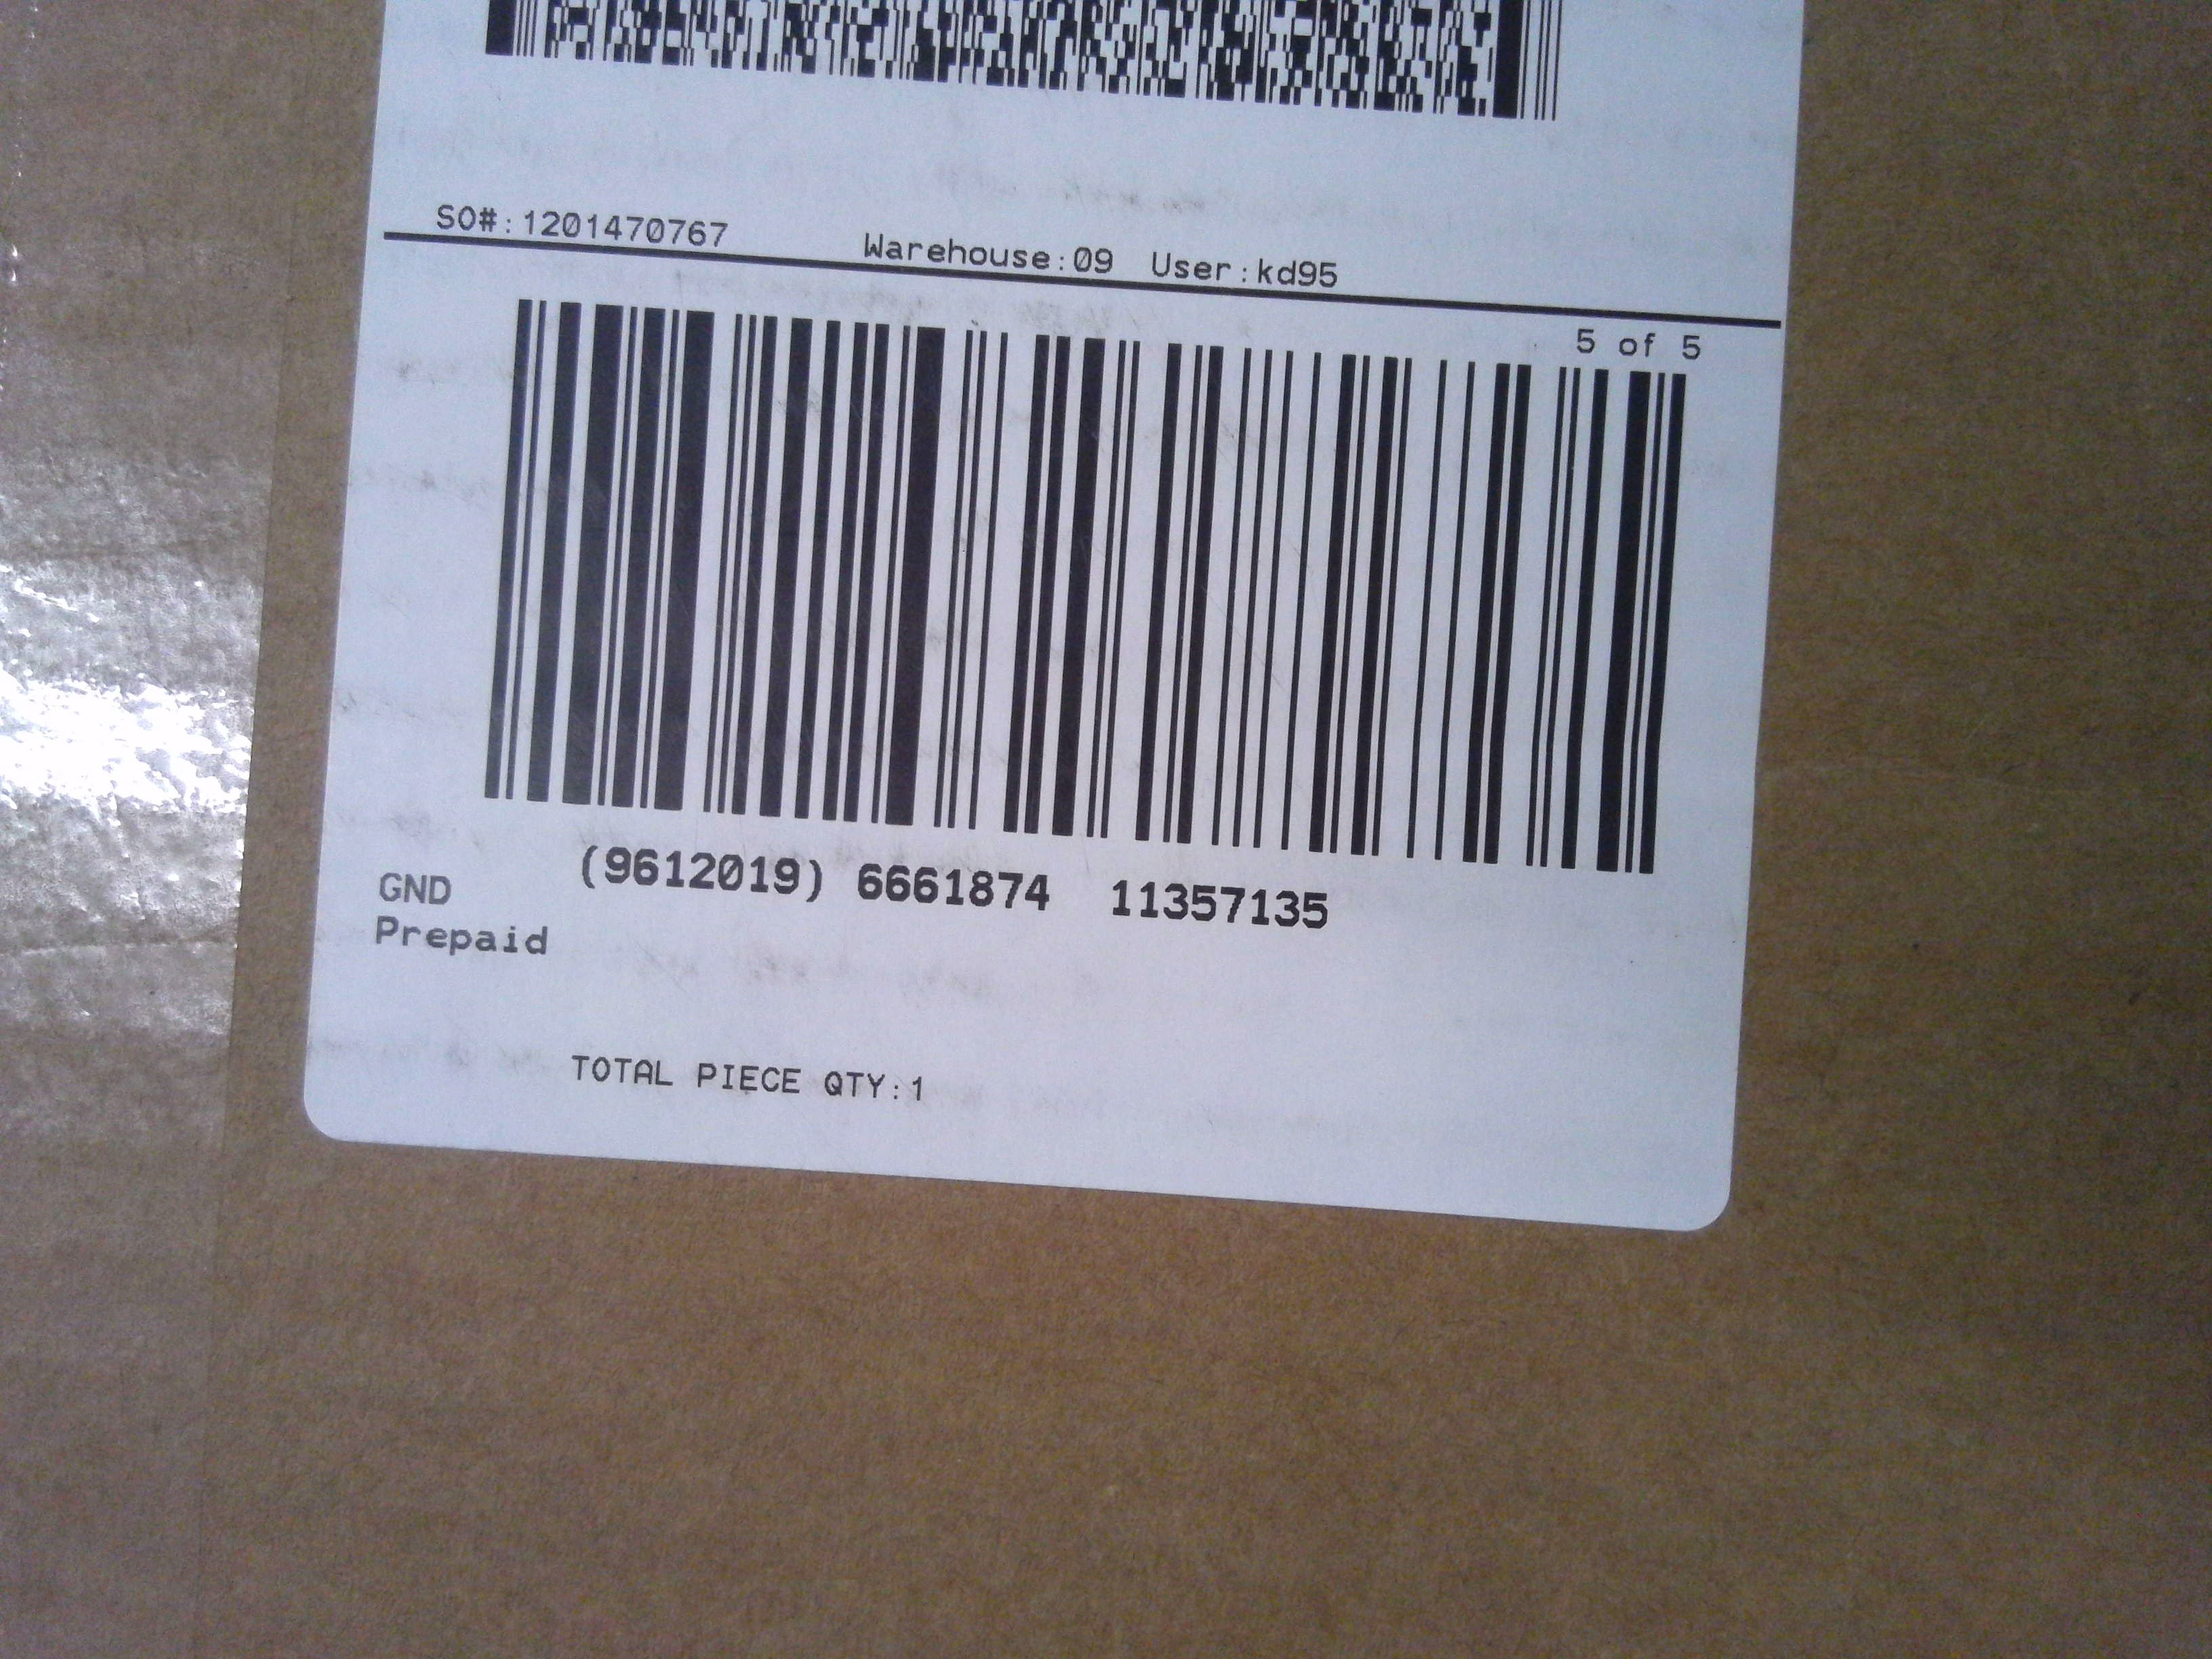 SO#:1201470767 Warehouse:09 User:kd95
5 of 5
(9612019) 6661874 11357135
GND
Prepaid
TOTAL PIECE QTY:1